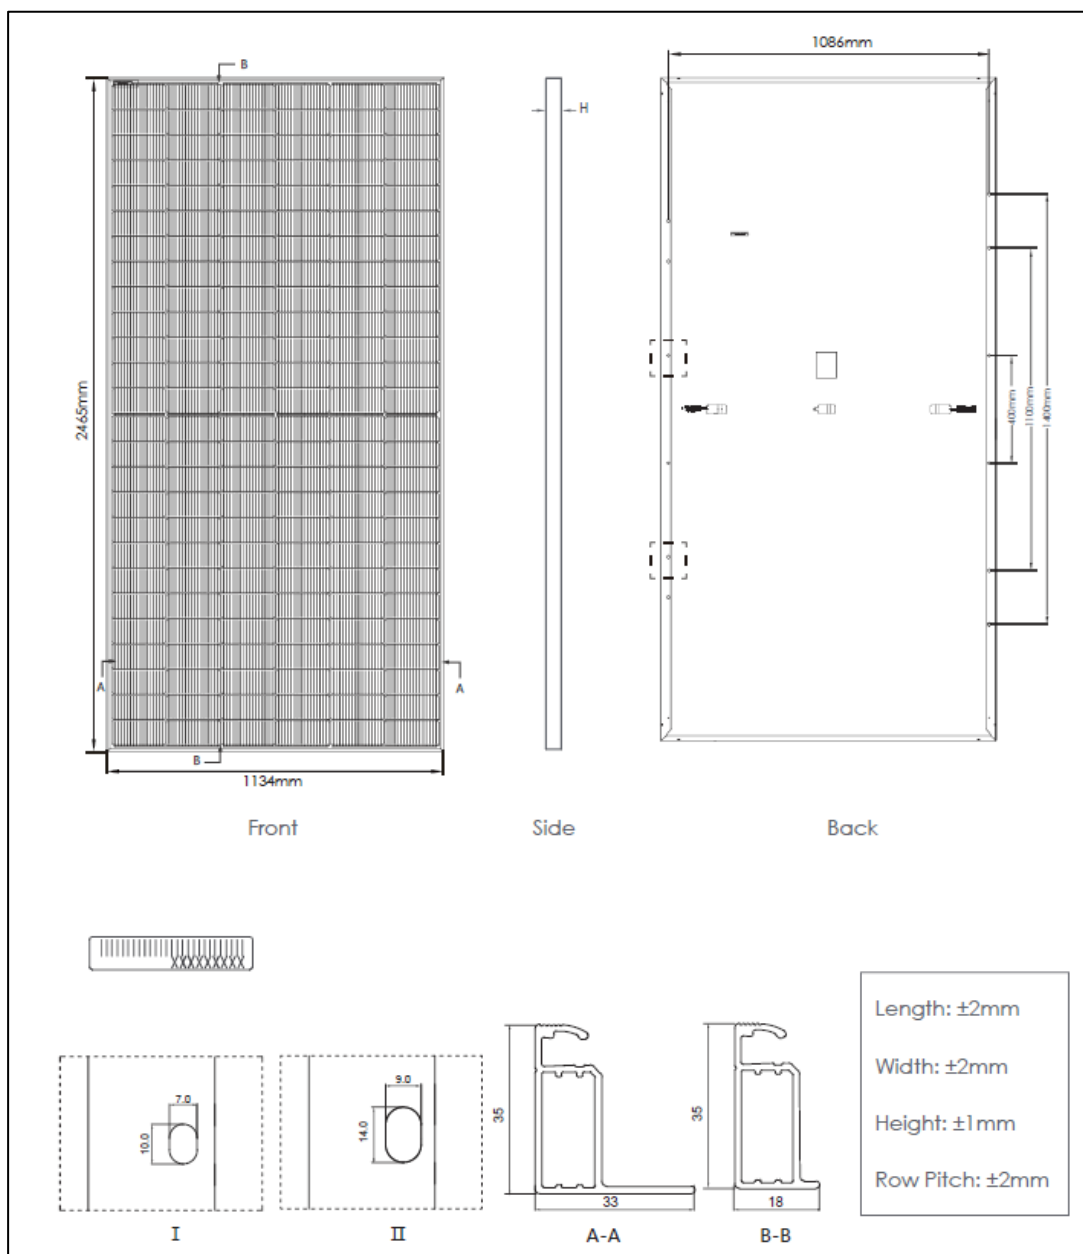 1086mm
B
H
2465mm
400mm
1100mm
1400mm
A
A
B
1134mm
Front
Side
Back
Length: ±2mm
Width: ±2mm
Height: ±1mm
Row Pitch: ±2mm
7.0
10.0
9.0
14.0
35
33
35
18
I
II
A-A
B-B